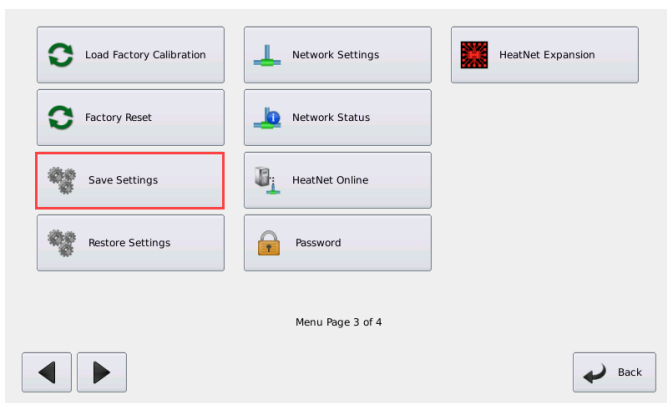 Load Factory Calibration
Network Settings
HeatNet Expansion
Factory Reset
Network Status
Save Settings
HeatNet Online
Restore Settings
Password
Menu Page 3 of 4
Back